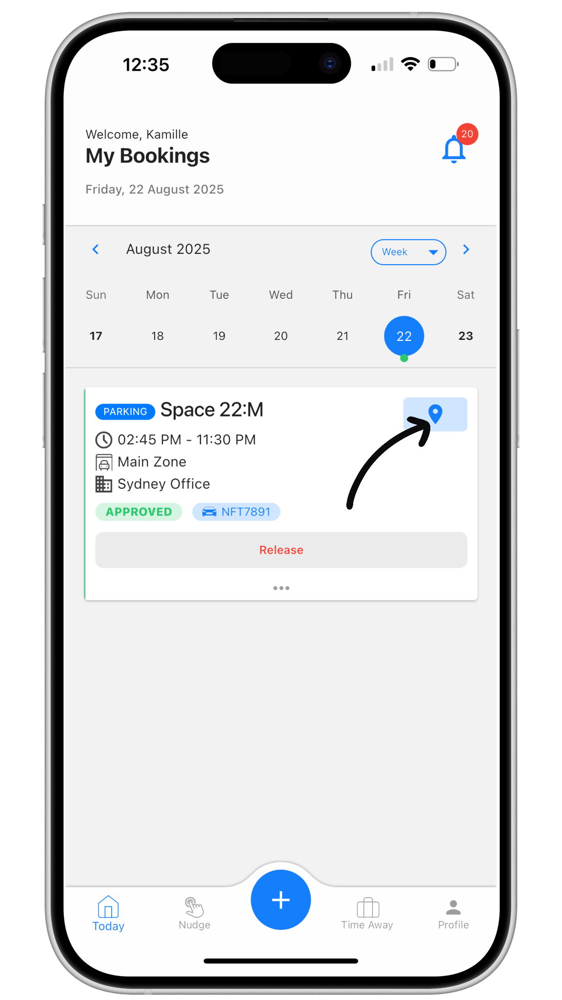 12:35
20
Welcome, Kamille
My Bookings
Friday, 22 August 2025
August 2025
Week
Sun Mon Tue Wed Thu Fri Sat
17 18 19 20 21 22 23
PARKING Space 22:M
02:45 PM - 11:30 PM
Main Zone
Sydney Office
APPROVED NFT7891
Release
Today Nudge Time Away Profile